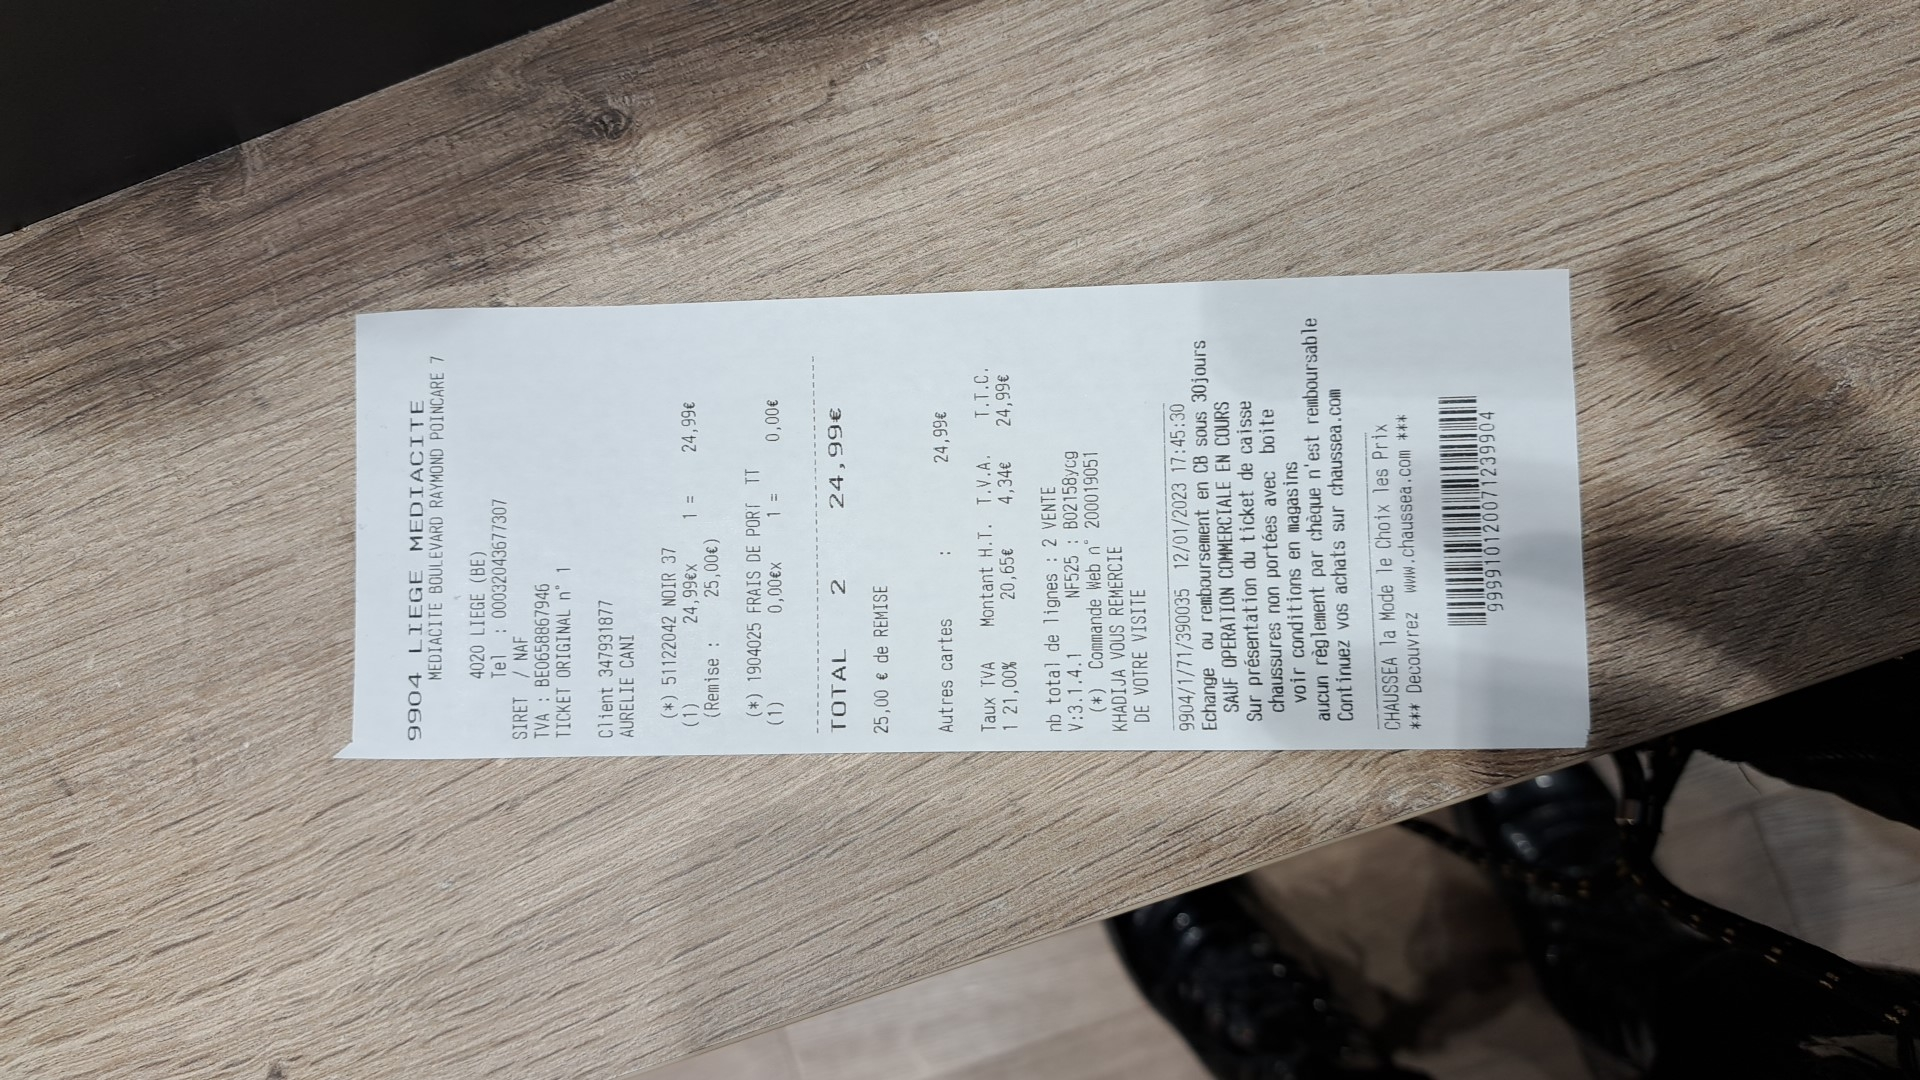 9904 LIEGE MEDIACITE
MEDIACITE BOULEVARD RAYMOND POINCARE 7
4020 LIEGE (BE)
Tel : 00032043677307
SIRET / NAF
TVA : BE0658867946
TICKET ORIGINAL n° 1
Client 347931877
AURELIE CANI
(*) 51122042 NOIR 37
(1) 24,99€x 1 = 24,99€
(Remise : 25,00€)
(*) 1904025 FRAIS DE PORT TT
(1) 0,00€x 1 = 0,00€
TOTAL 2 24,99€
25,00 € de REMISE
Autres cartes : 24,99€
Taux TVA Montant H.T. T.V.A. T.T.C.
1 21,00% 20,65€ 4,34€ 24,99€
nb total de lignes : 2 VENTE
V:3.1.4.1 NF525 : B02158ycg
(*) Commande Web n° 200019051
KHADIJA VOUS REMERCIE
DE VOTRE VISITE
9904/1/71/390035 12/01/2023 17:45:30
Echange ou remboursement en CB sous 30jours
SAUF OPERATION COMMERCIALE EN COURS
Sur présentation du ticket de caisse
chaussures non portées avec boite
voir conditions en magasins
aucun règlement par chèque n'est remboursable
Continuez vos achats sur chaussea.com
CHAUSSEA la Mode le Choix les Prix
*** Decouvrez www.chaussea.com ***
999910120071239904